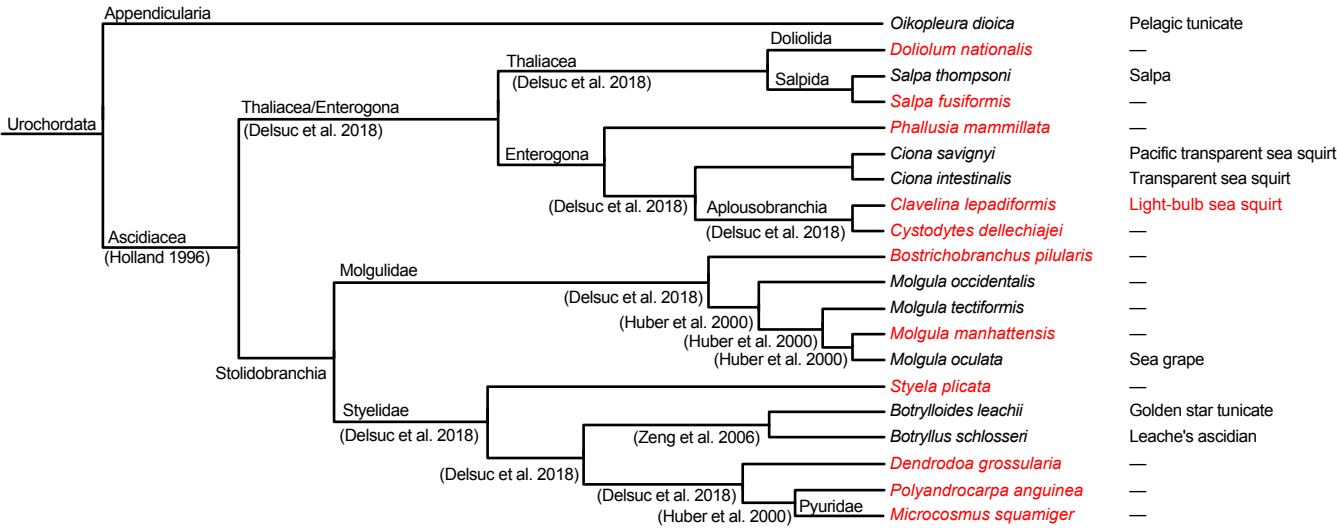 Appendicularia
Oikopleura dioica Pelagic tunicate
Doliolida
Doliolum nationalis —
Thaliacea
(Delsuc et al. 2018)
Salpida
Salpa thompsoni Salpa
Salpa fusiformis —
Thaliacea/Enterogona
(Delsuc et al. 2018)
Urochordata
Phallusia mammillata —
Enterogona
Ciona savignyi Pacific transparent sea squirt
Ciona intestinalis Transparent sea squirt
(Delsuc et al. 2018)
Aplousobranchia
Clavelina lepadiformis Light-bulb sea squirt
(Delsuc et al. 2018)
Cystodytes dellechiajei —
Ascidiacea
(Holland 1996)
Bostrichobranchus pilularis —
Molgulidae
Molgula occidentalis —
(Delsuc et al. 2018)
Molgula tectiformis —
(Huber et al. 2000)
Molgula manhattensis —
(Huber et al. 2000)
(Huber et al. 2000)
Molgula oculata Sea grape
Stolidobranchia
Styela plicata —
Styelidae
(Delsuc et al. 2018)
Botrylloides leachii Golden star tunicate
(Zeng et al. 2006)
Botryllus schlosseri Leache's ascidian
(Delsuc et al. 2018)
Dendrodoa grossularia —
(Delsuc et al. 2018)
Polyandrocarpa anguinea —
(Huber et al. 2000)
Pyuridae
Microcosmus squamiger —